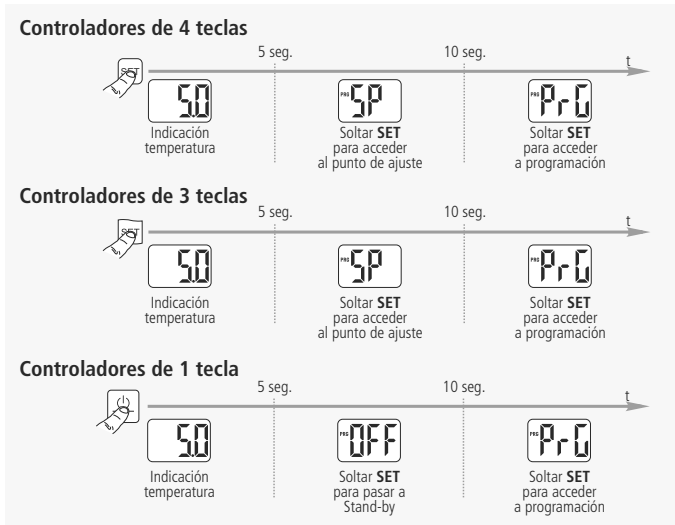 Controladores de 4 teclas
5 seg.
10 seg.
t
SET
5.0
PRG SP
PRG PrG
Indicación
temperatura
Soltar SET
para acceder
al punto de ajuste
Soltar SET
para acceder
a programación
Controladores de 3 teclas
5 seg.
10 seg.
t
SET
5.0
PRG SP
PRG PrG
Indicación
temperatura
Soltar SET
para acceder
al punto de ajuste
Soltar SET
para acceder
a programación
Controladores de 1 tecla
5 seg.
10 seg.
t
5.0
PRG OFF
PRG PrG
Indicación
temperatura
Soltar SET
para pasar a
Stand-by
Soltar SET
para acceder
a programación